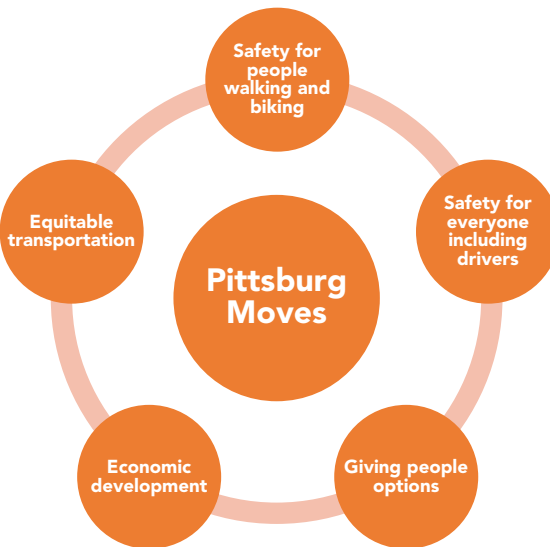 Safety for
people
walking and
biking
Safety for
everyone
including
drivers
Equitable
transportation
Pittsburg
Moves
Economic
development
Giving people
options